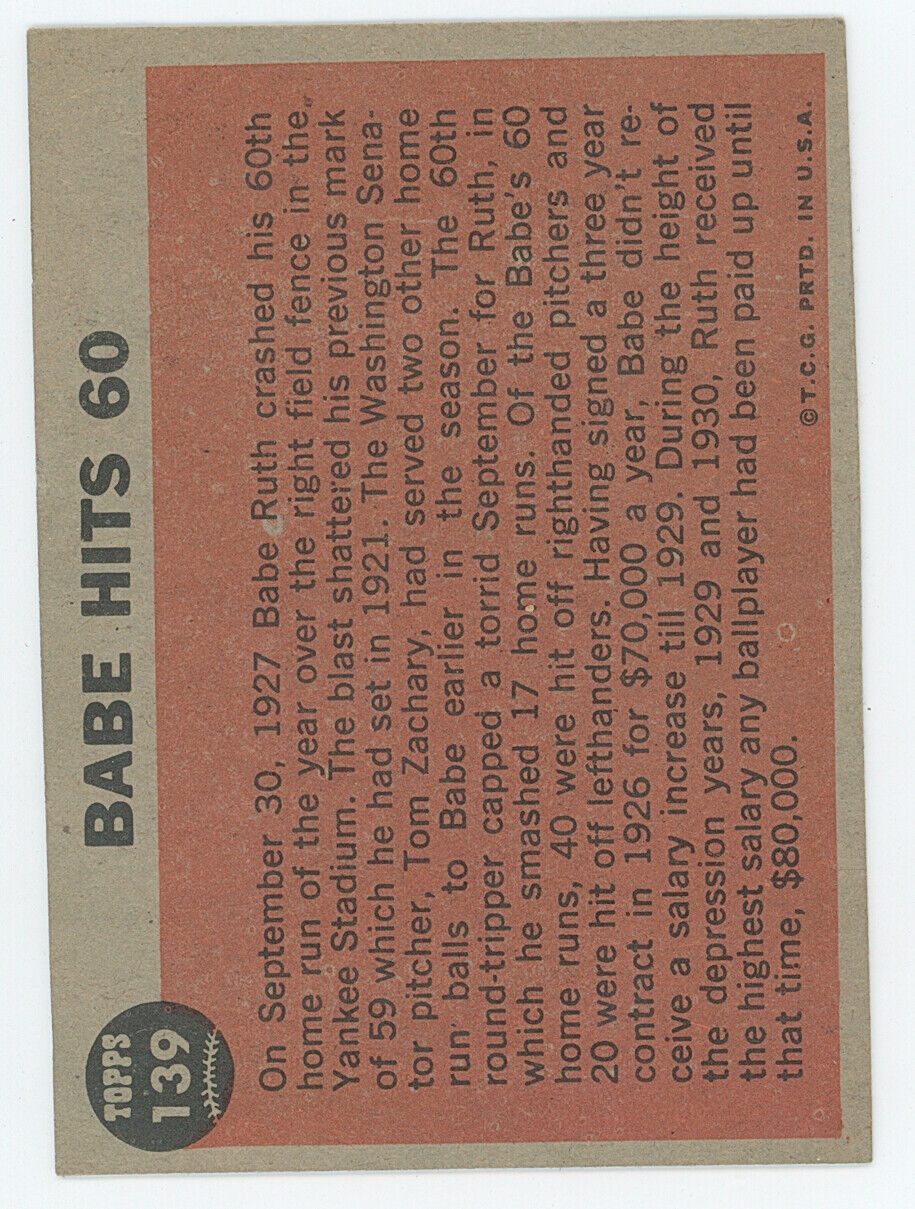 TOPPS
139
BABE HITS 60
On September 30, 1927 Babe Ruth crashed his 60th
home run of the year over the right field fence in the
Yankee Stadium. The blast shattered his previous mark
of 59 which he had set in 1921. The Washington Sena-
tor pitcher, Tom Zachary, had served two other home
run balls to Babe earlier in the season. The 60th
round-tripper capped a torrid September for Ruth, in
which he smashed 17 home runs. Of the Babe's 60
home runs, 40 were hit off righthanded pitchers and
20 were hit off lefthanders. Having signed a three year
contract in 1926 for $70,000 a year, Babe didn't re-
ceive a salary increase till 1929. During the height of
the depression years, 1929 and 1930, Ruth received
the highest salary any ballplayer had been paid up until
that time, $80,000.
© T.C.G. PRTD. IN U.S.A.